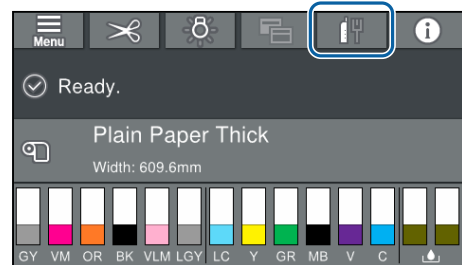 Menu
Ready.
Plain Paper Thick
Width: 609.6mm
GY VM OR BK VLM LGY LC Y GR MB V C